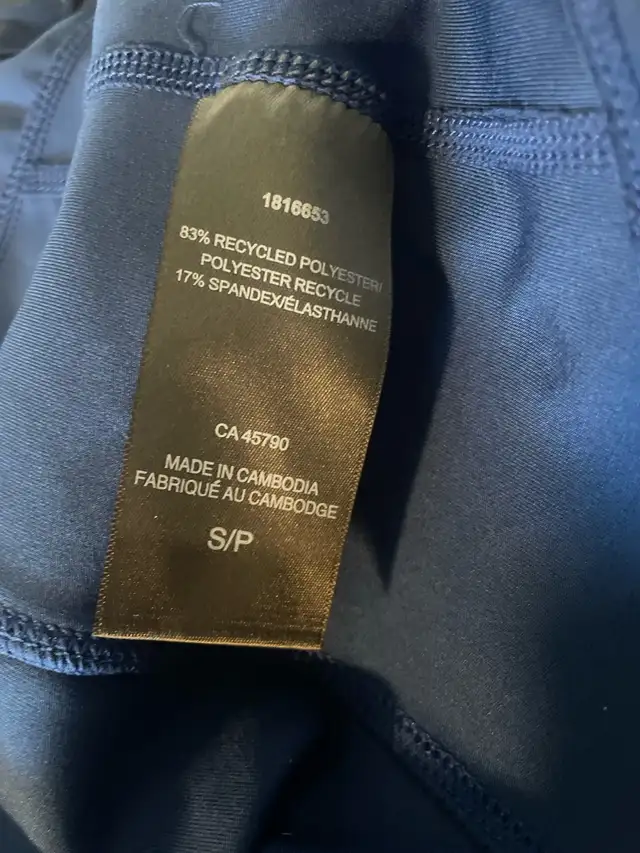 1816653
83% RECYCLED POLYESTER/
POLYESTER RECYCLE
17% SPANDEX/ÉLASTHANNE
CA 45790
MADE IN CAMBODIA
FABRIQUÉ AU CAMBODGE
S/P